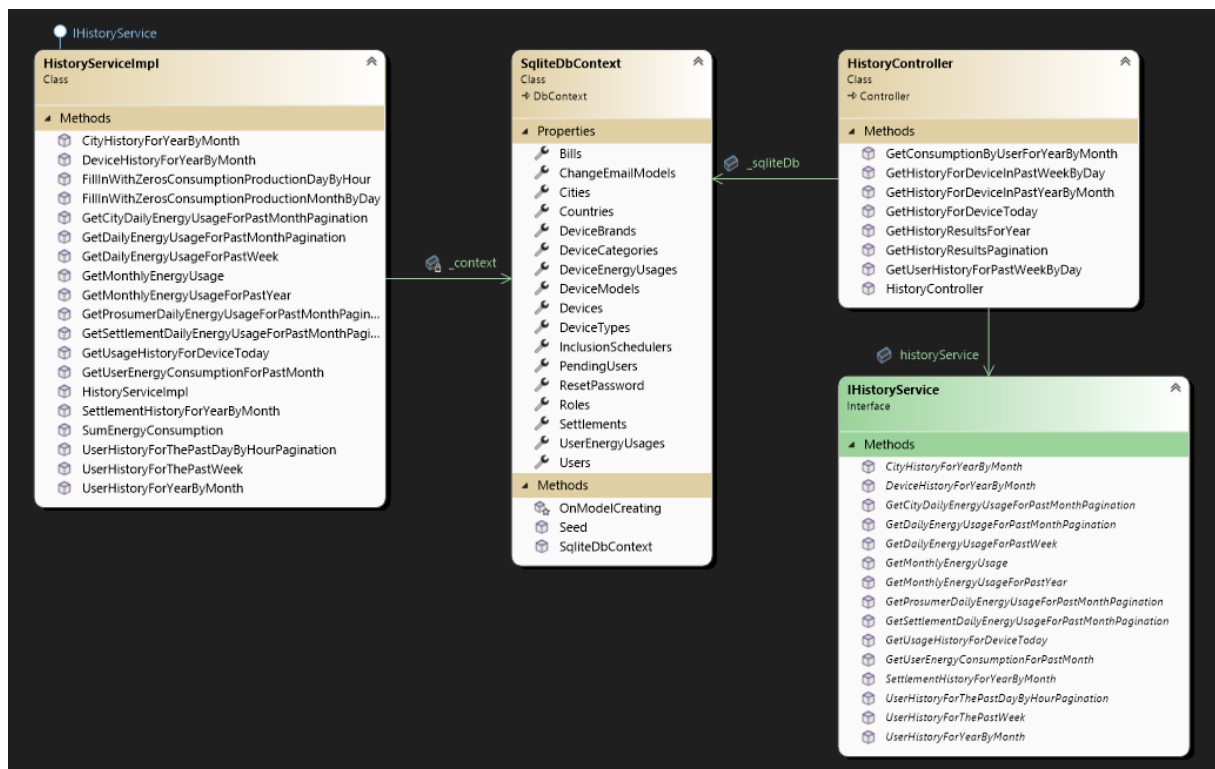 IHistoryService
HistoryServiceImpl
Class
Methods
CityHistoryForYearByMonth
DeviceHistoryForYearByMonth
FillInWithZerosConsumptionProductionDayByHour
FillInWithZerosConsumptionProductionMonthByDay
GetCityDailyEnergyUsageForPastMonthPagination
GetDailyEnergyUsageForPastMonthPagination
GetDailyEnergyUsageForPastWeek
GetMonthlyEnergyUsage
GetMonthlyEnergyUsageForPastYear
GetProsumerDailyEnergyUsageForPastMonthPagin...
GetSettlementDailyEnergyUsageForPastMonthPagi...
GetUsageHistoryForDeviceToday
GetUserEnergyConsumptionForPastMonth
HistoryServiceImpl
SettlementHistoryForYearByMonth
SumEnergyConsumption
UserHistoryForThePastDayByHourPagination
UserHistoryForThePastWeek
UserHistoryForYearByMonth
_context
SqliteDbContext
Class
DbContext
Properties
Bills
ChangeEmailModels
Cities
Countries
DeviceBrands
DeviceCategories
DeviceEnergyUsages
DeviceModels
Devices
DeviceTypes
InclusionSchedulers
PendingUsers
ResetPassword
Roles
Settlements
UserEnergyUsages
Users
Methods
OnModelCreating
Seed
SqliteDbContext
_sqliteDb
HistoryController
Class
Controller
Methods
GetConsumptionByUserForYearByMonth
GetHistoryForDeviceInPastWeekByDay
GetHistoryForDeviceInPastYearByMonth
GetHistoryForDeviceToday
GetHistoryResultsForYear
GetHistoryResultsPagination
GetUserHistoryForPastWeekByDay
HistoryController
historyService
IHistoryService
Interface
Methods
CityHistoryForYearByMonth
DeviceHistoryForYearByMonth
GetCityDailyEnergyUsageForPastMonthPagination
GetDailyEnergyUsageForPastMonthPagination
GetDailyEnergyUsageForPastWeek
GetMonthlyEnergyUsage
GetMonthlyEnergyUsageForPastYear
GetProsumerDailyEnergyUsageForPastMonthPagination
GetSettlementDailyEnergyUsageForPastMonthPagination
GetUsageHistoryForDeviceToday
GetUserEnergyConsumptionForPastMonth
SettlementHistoryForYearByMonth
UserHistoryForThePastDayByHourPagination
UserHistoryForThePastWeek
UserHistoryForYearByMonth